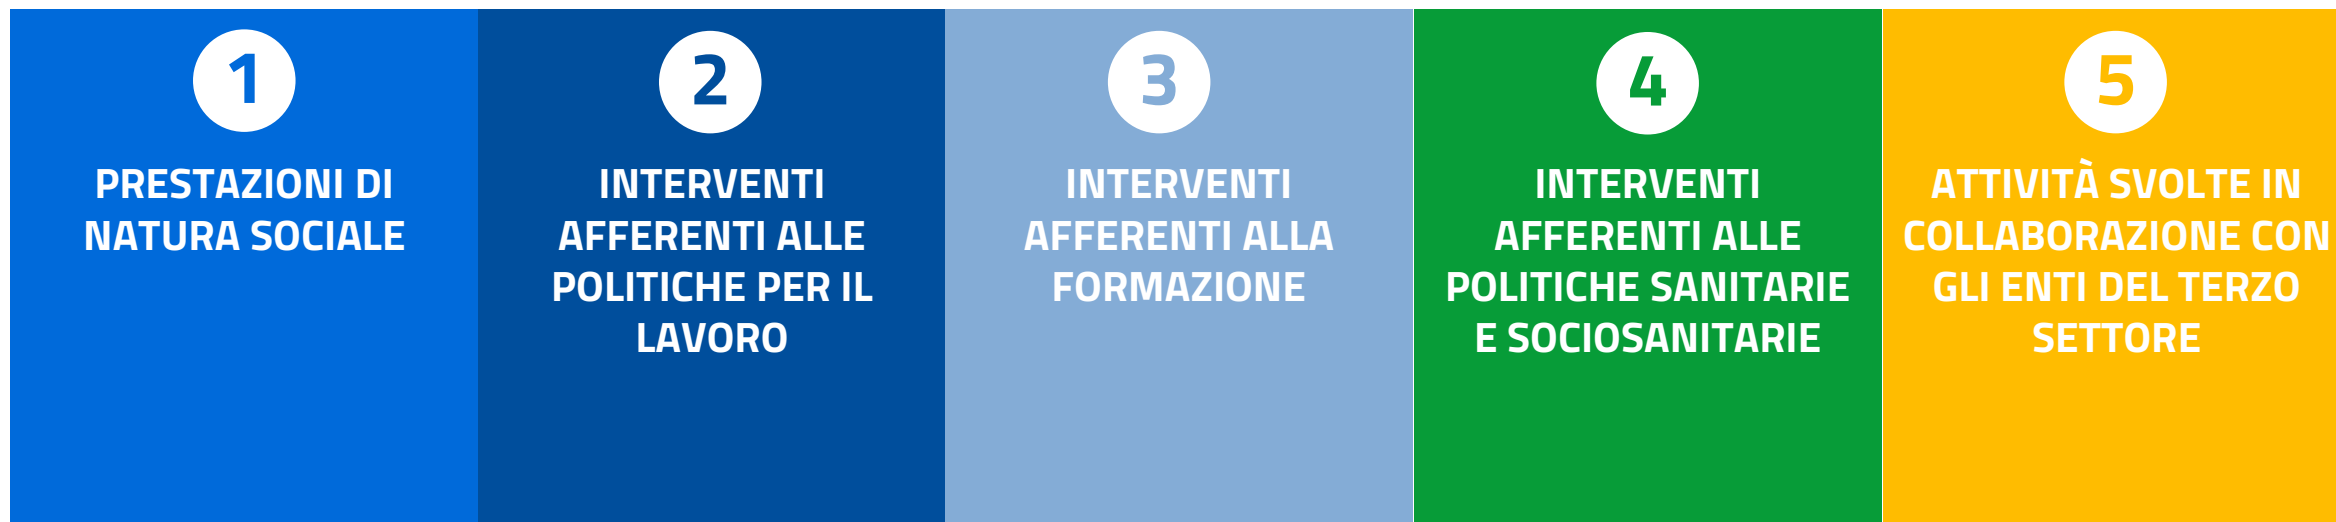 1
PRESTAZIONI DI
NATURA SOCIALE
2
INTERVENTI
AFFERENTI ALLE
POLITICHE PER IL
LAVORO
3
INTERVENTI
AFFERENTI ALLA
FORMAZIONE
4
INTERVENTI
AFFERENTI ALLE
POLITICHE SANITARIE
E SOCIOSANITARIE
5
ATTIVITÀ SVOLTE IN
COLLABORAZIONE CON
GLI ENTI DEL TERZO
SETTORE